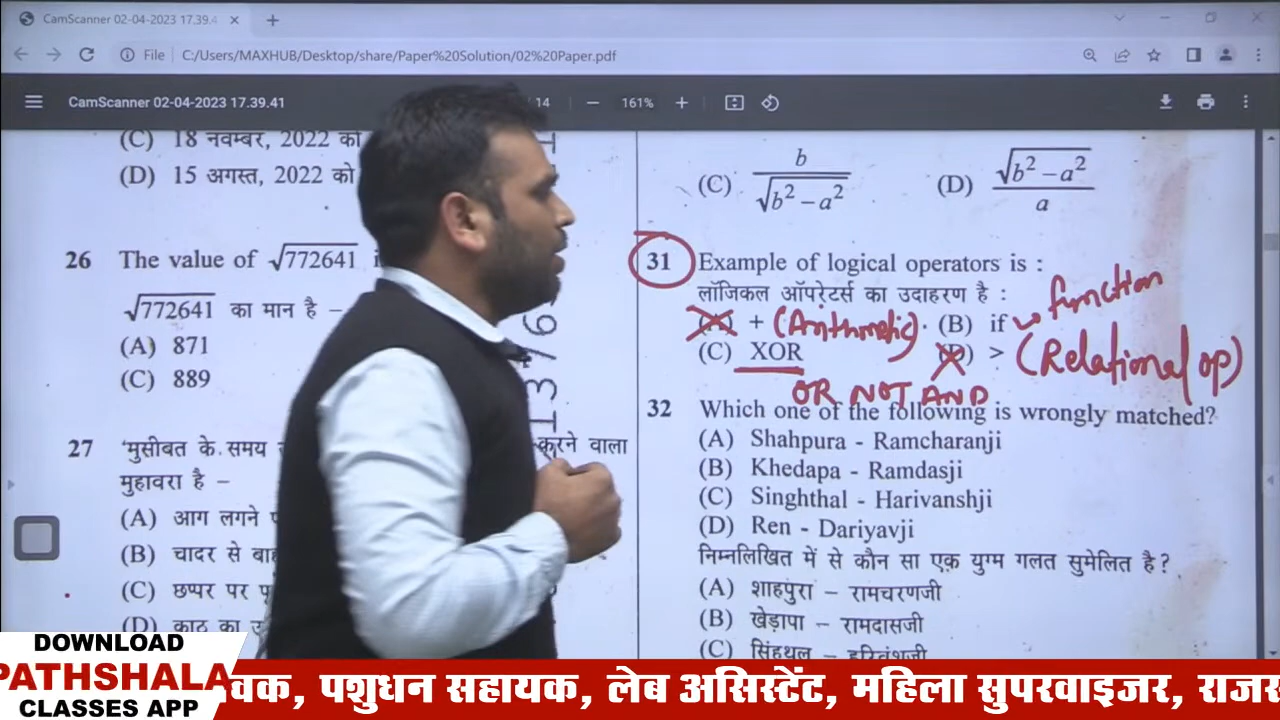 CamScanner 02-04-2023 17.39.4
File C:/Users/MAXHUB/Desktop/share/Paper%20Solution/02%20Paper.pdf
CamScanner 02-04-2023 17.39.41
/ 14 161%
(C) 18 नवम्बर, 2022 को
(D) 15 अगस्त, 2022 को
26 The value of √772641
√772641 का मान है –
(A) 871
(C) 889
27 'मुसीबत के समय करने वाला
मुहावरा है –
(A) आग लगने
(B) चादर से
(C) छप्पर पर
(D) काठ का
(C) b / √b² – a² (D) √b² – a² / a
31 Example of logical operators is :
लॉजिकल ऑपरेटर्स का उदाहरण है :
function
+ (Arithmetic) . (B) if
(C) XOR (D) > (Relational op)
OR NOT AND
32 Which one of the following is wrongly matched?
(A) Shahpura - Ramcharanji
(B) Khedapa - Ramdasji
(C) Singhthal - Harivanshji
(D) Ren - Dariyavji
निम्नलिखित में से कौन सा एक युग्म गलत सुमेलित है ?
(A) शाहपुरा – रामचरणजी
(B) खेड़ापा – रामदासजी
(C) सिंहथल – हरिवंशजी
DOWNLOAD
PATHSHALA
CLASSES APP
वक, पशुधन सहायक, लेब असिस्टेंट, महिला सुपरवाइजर,